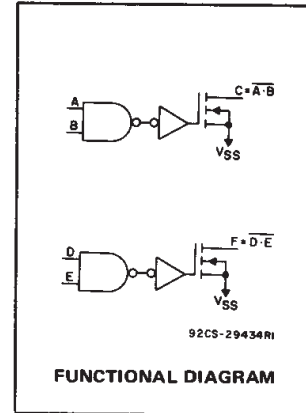 A
B
C=A·B
VSS
D
E
F=D·E
VSS
92CS-29434RI
FUNCTIONAL DIAGRAM